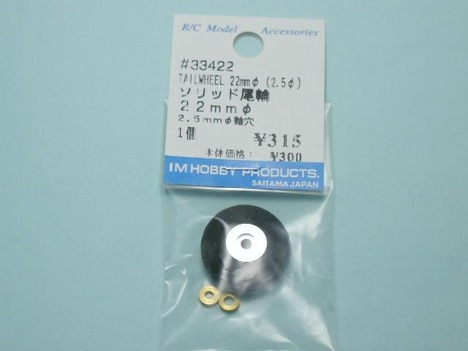 R/C Model Accessories
#33422
TAILWHEEL 22mmφ (2.5φ)
ソリッド尾輪
22mmφ
2.5mmφ軸穴
1個 ¥315
本体価格: ¥300
IM HOBBY PRODUCTS.
SAITAMA JAPAN